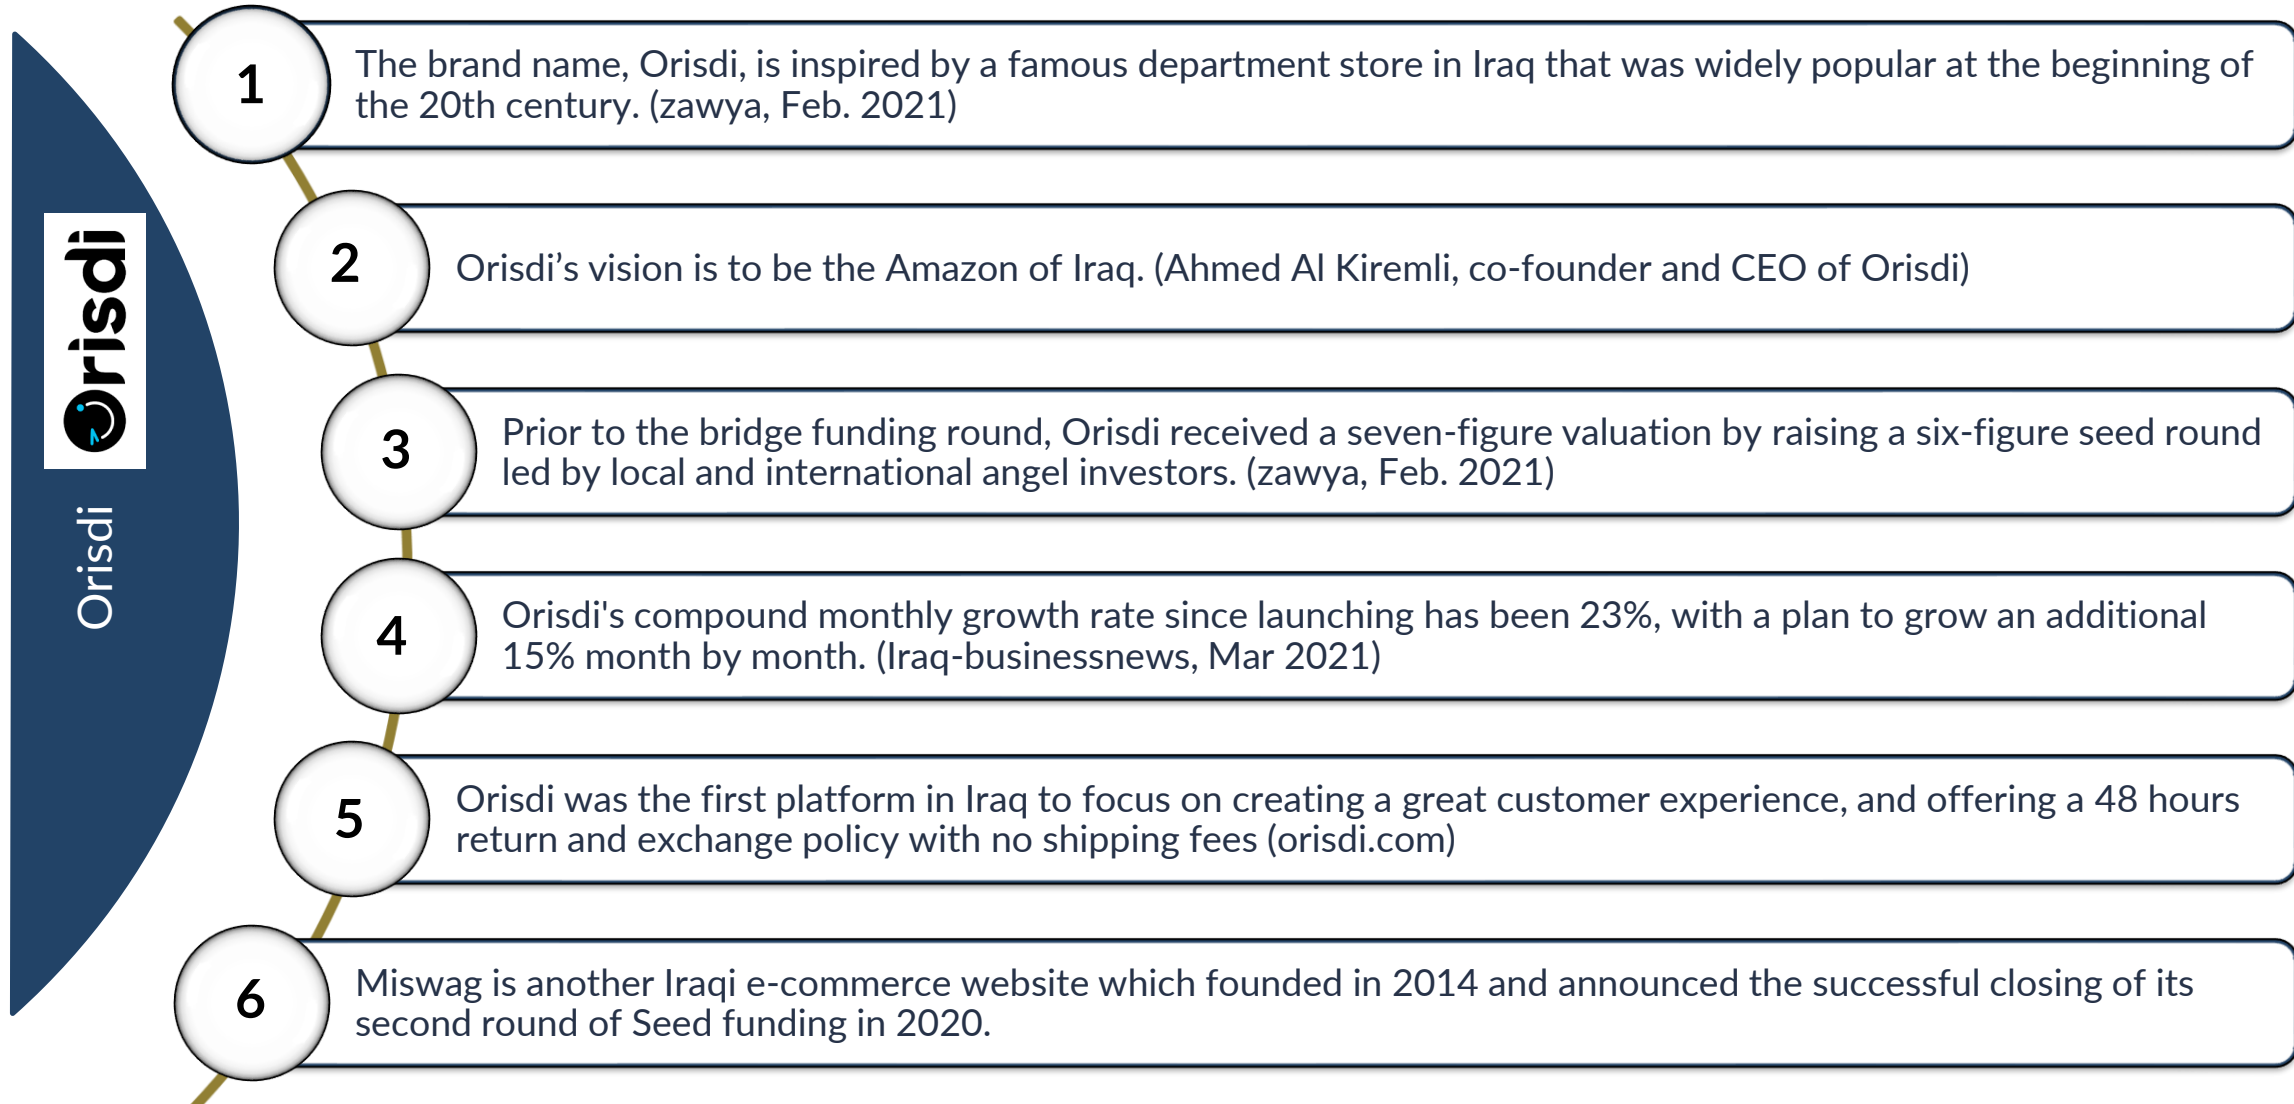 Orisdi
Orisdi
1
The brand name, Orisdi, is inspired by a famous department store in Iraq that was widely popular at the beginning of
the 20th century. (zawya, Feb. 2021)
2
Orisdi’s vision is to be the Amazon of Iraq. (Ahmed Al Kiremli, co-founder and CEO of Orisdi)
3
Prior to the bridge funding round, Orisdi received a seven-figure valuation by raising a six-figure seed round
led by local and international angel investors. (zawya, Feb. 2021)
4
Orisdi's compound monthly growth rate since launching has been 23%, with a plan to grow an additional
15% month by month. (Iraq-businessnews, Mar 2021)
5
Orisdi was the first platform in Iraq to focus on creating a great customer experience, and offering a 48 hours
return and exchange policy with no shipping fees (orisdi.com)
6
Miswag is another Iraqi e-commerce website which founded in 2014 and announced the successful closing of its
second round of Seed funding in 2020.